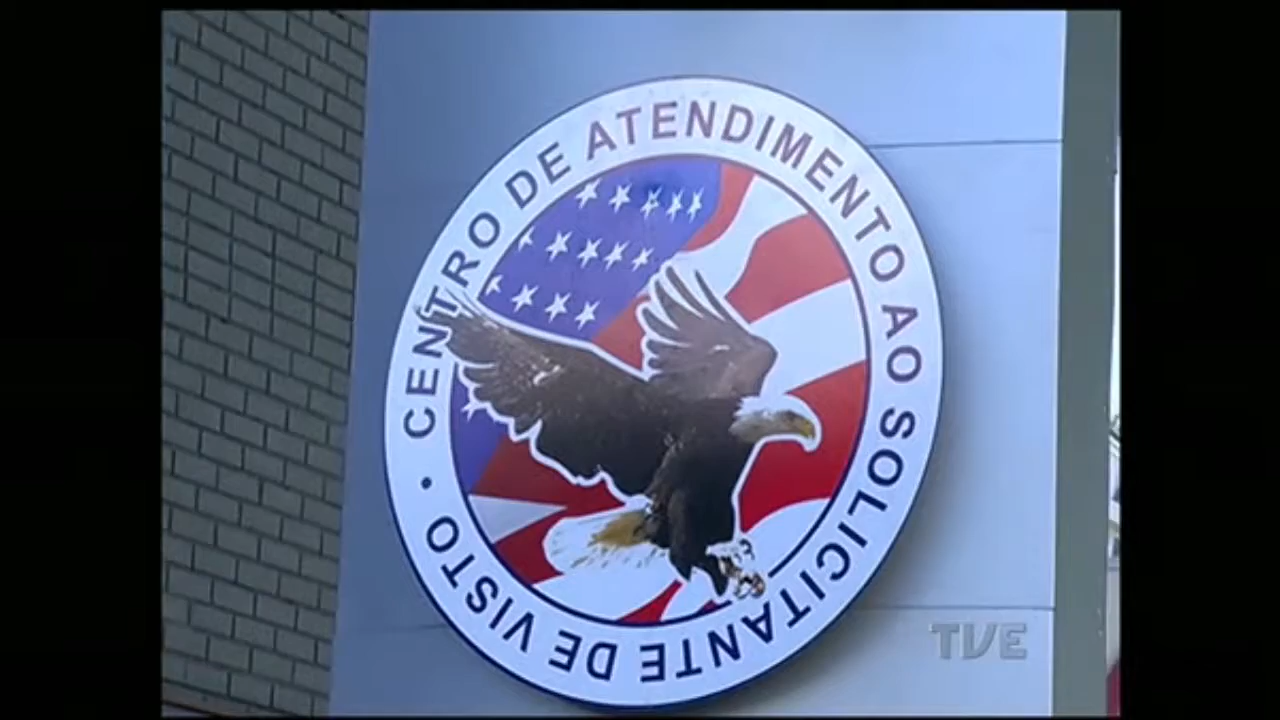 CENTRO DE ATENDIMENTO AO SOLICITANTE DE VISTO •
TVE